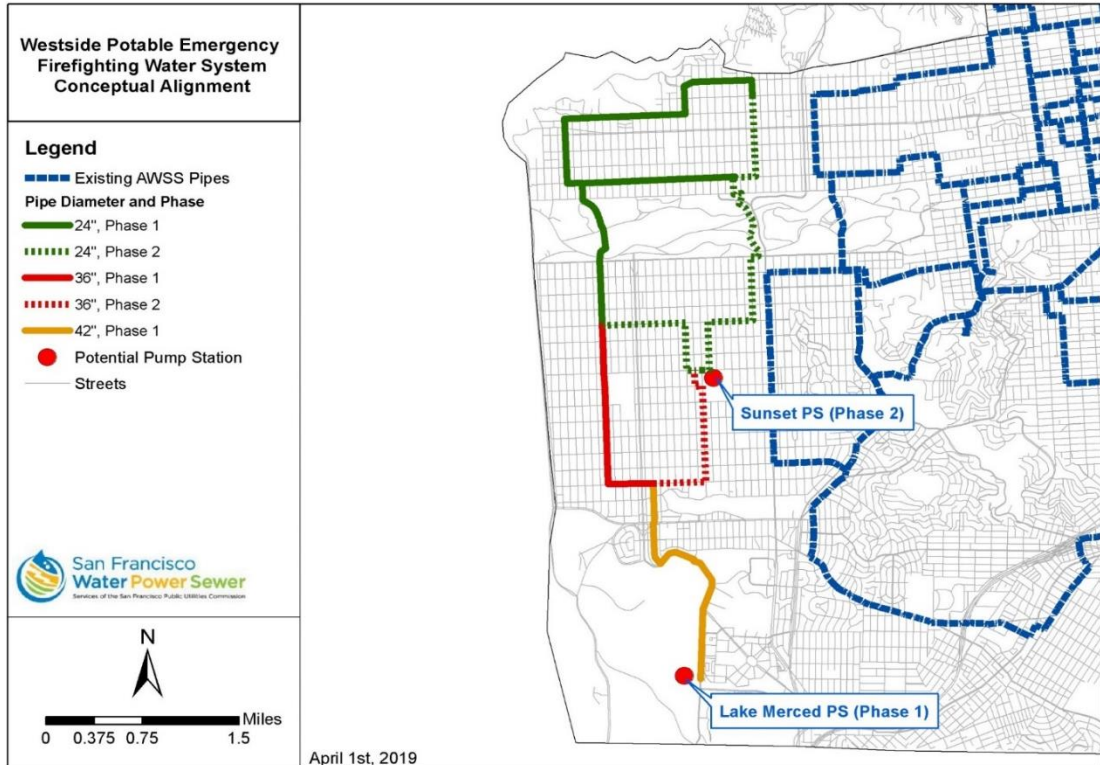 Westside Potable Emergency
Firefighting Water System
Conceptual Alignment
Legend
Existing AWSS Pipes
Pipe Diameter and Phase
24", Phase 1
24", Phase 2
36", Phase 1
36", Phase 2
42", Phase 1
Potential Pump Station
Streets
San Francisco
Water Power Sewer
Services of the San Francisco Public Utilities Commission
N
Miles
0 0.375 0.75 1.5
April 1st, 2019
Sunset PS (Phase 2)
Lake Merced PS (Phase 1)